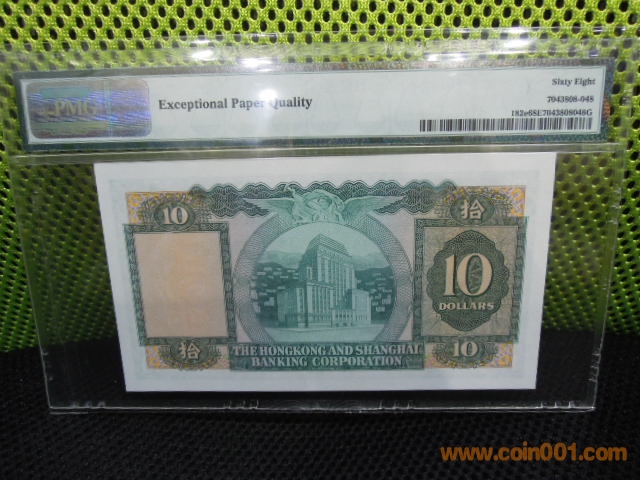 PMG
Exceptional Paper Quality
Sixty Eight
7043808-048
182e68E7043808048G
10
拾
10
DOLLARS
拾
THE HONGKONG AND SHANGHAI
BANKING CORPORATION
10
www.coin001.com